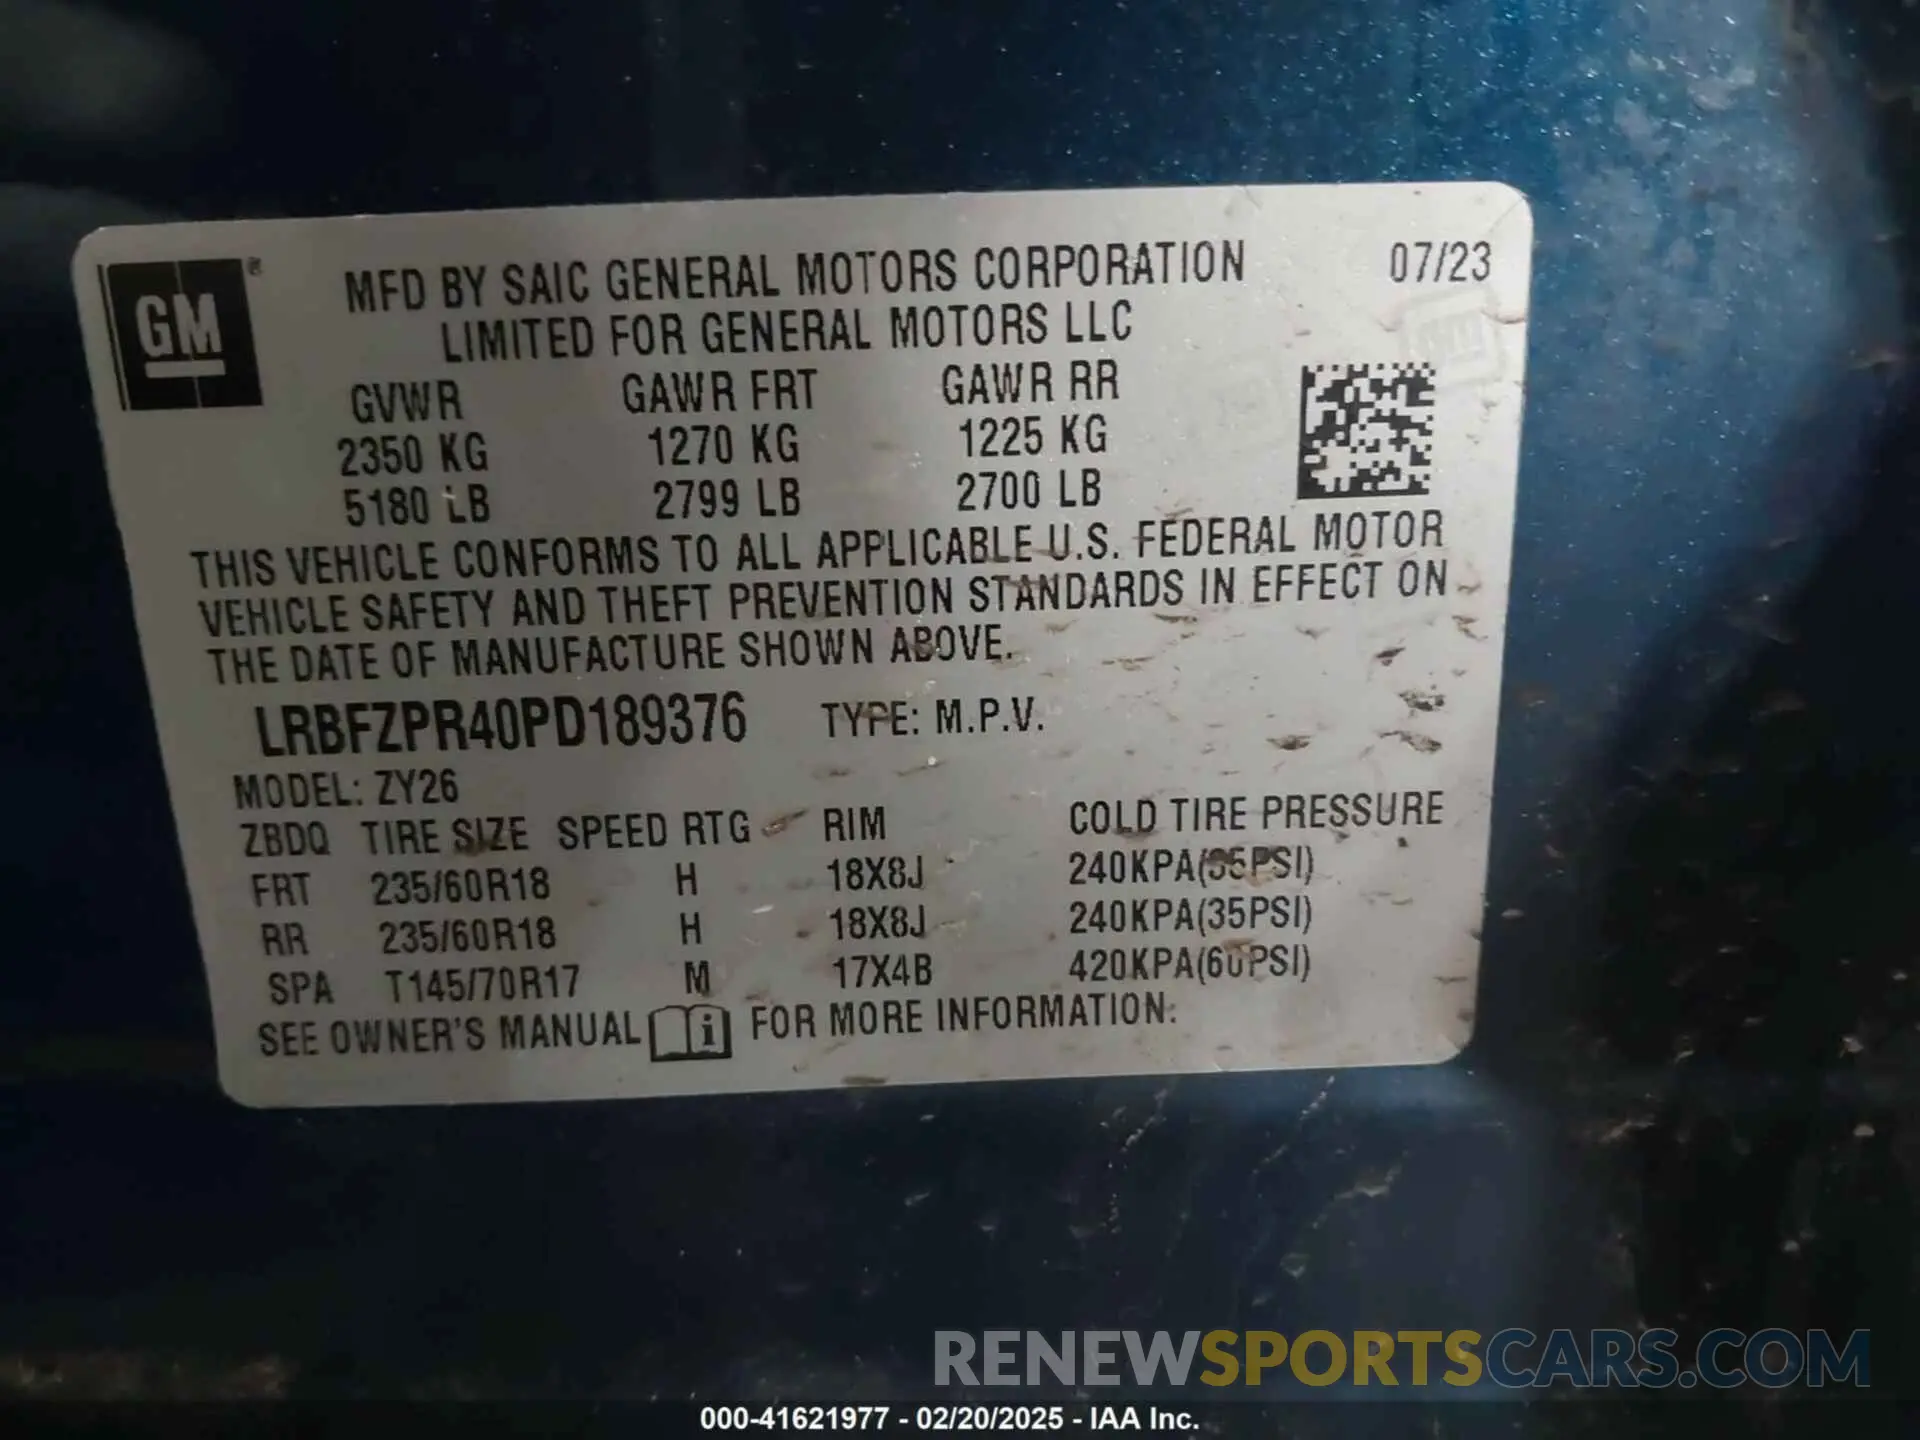 GM®
MFD BY SAIC GENERAL MOTORS CORPORATION 07/23
LIMITED FOR GENERAL MOTORS LLC
GVWR GAWR FRT GAWR RR
2350 KG 1270 KG 1225 KG
5180 LB 2799 LB 2700 LB
THIS VEHICLE CONFORMS TO ALL APPLICABLE U.S. FEDERAL MOTOR
VEHICLE SAFETY AND THEFT PREVENTION STANDARDS IN EFFECT ON
THE DATE OF MANUFACTURE SHOWN ABOVE.
LRBFZPR40PD189376 TYPE: M.P.V.
MODEL: ZY26
ZBDQ TIRE SIZE SPEED RTG RIM COLD TIRE PRESSURE
FRT 235/60R18 H 18X8J 240KPA(35PSI)
RR 235/60R18 H 18X8J 240KPA(35PSI)
SPA T145/70R17 M 17X4B 420KPA(60PSI)
SEE OWNER'S MANUAL i FOR MORE INFORMATION:
RENEWSPORTSCARS.COM
000-41621977 - 02/20/2025 - IAA Inc.